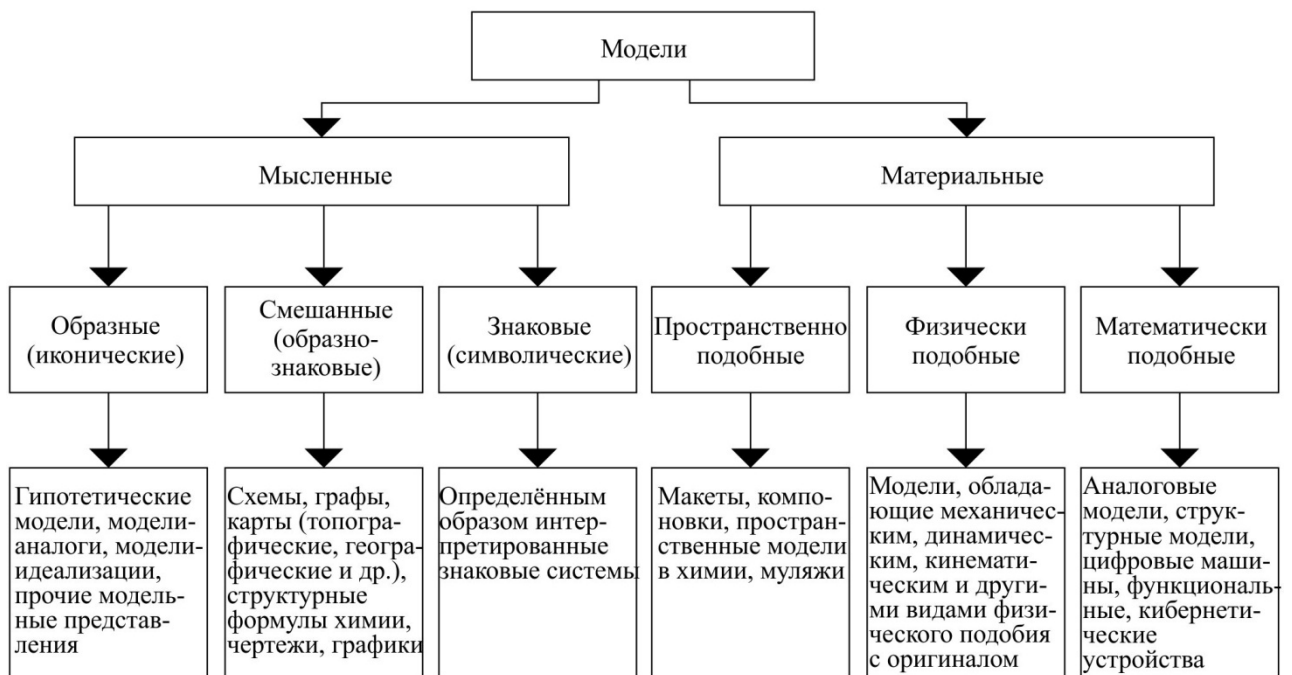 Модели
Мысленные
Материальные
Образные
(иконические)
Смешанные
(образно-
знаковые)
Знаковые
(символические)
Пространственно
подобные
Физически
подобные
Математически
подобные
Гипотетические
модели, модели-
аналоги, модели-
идеализации,
прочие модель-
ные представ-
ления
Схемы, графы,
карты (топогра-
фические, геогра-
фические и др.),
структурные
формулы химии,
чертежи, графики
Определённым
образом интер-
претированные
знаковые системы
Макеты, компо-
новки, простран-
ственные модели
в химии, муляжи
Модели, облада-
ющие механичес-
ким, динамичес-
ким, кинемати-
ческим и други-
ми видами физи-
ческого подобия
с оригиналом
Аналоговые
модели, струк-
турные модели,
цифровые маши-
ны, функциональ-
ные, кибернети-
ческие
устройства